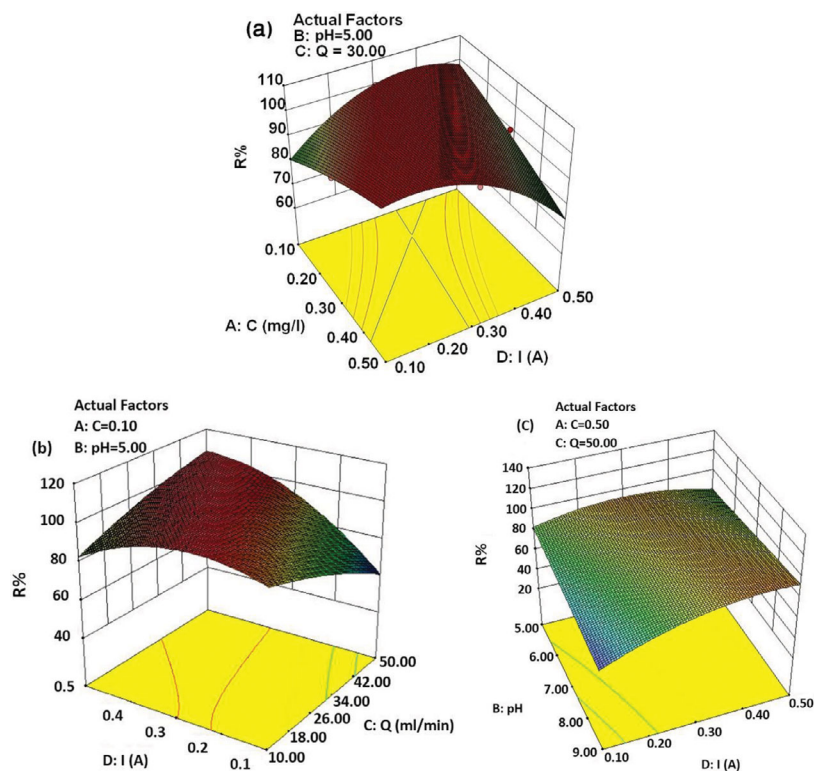 (a)
Actual Factors
B: pH=5.00
C: Q = 30.00
110
100
90
80
70
60
R%
0.10
0.20
0.30
0.40
0.50
A: C (mg/l)
0.10
0.20
0.30
0.40
0.50
D: I (A)
(b)
Actual Factors
A: C=0.10
B: pH=5.00
120
100
80
60
40
R%
0.5
0.4
0.3
0.2
0.1
D: I (A)
50.00
42.00
34.00
26.00
18.00
10.00
C: Q (ml/min)
(C)
Actual Factors
A: C=0.50
C: Q=50.00
140
120
100
80
60
40
20
R%
5.00
6.00
7.00
8.00
9.00
B: pH
0.10
0.20
0.30
0.40
0.50
D: I (A)